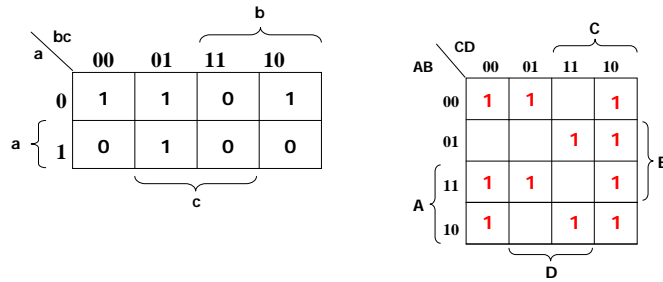 b
bc
a
00 01 11 10
0 1 1 0 1
a 1 0 1 0 0
c
C
CD
AB 00 01 11 10
00 1 1 1
01 1 1
B
11 1 1 1
A
10 1 1 1
D